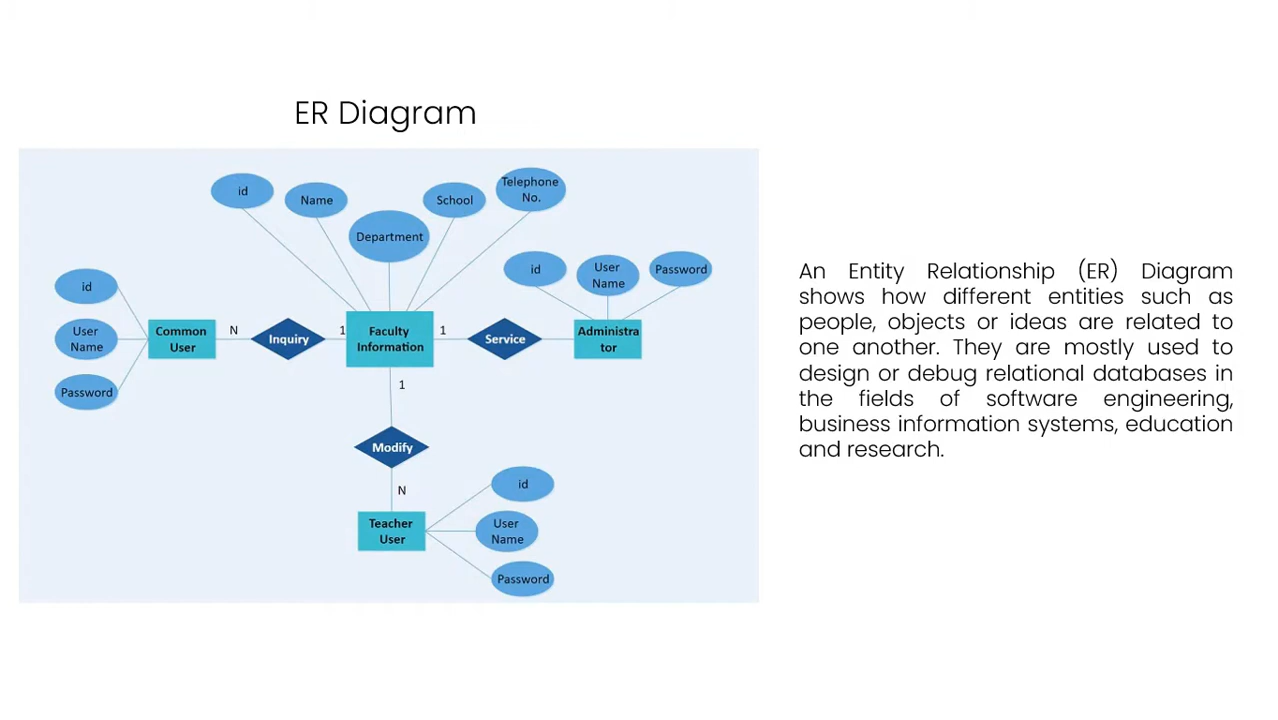 ER Diagram
id
Name
Department
School
Telephone
No.
id
User
Name
Password
id
User
Name
Password
Common
User
N
Inquiry
1
Faculty
Information
1
Service
Administra
tor
1
Modify
N
Teacher
User
id
User
Name
Password
An Entity Relationship (ER) Diagram
shows how different entities such as
people, objects or ideas are related to
one another. They are mostly used to
design or debug relational databases in
the fields of software engineering,
business information systems, education
and research.